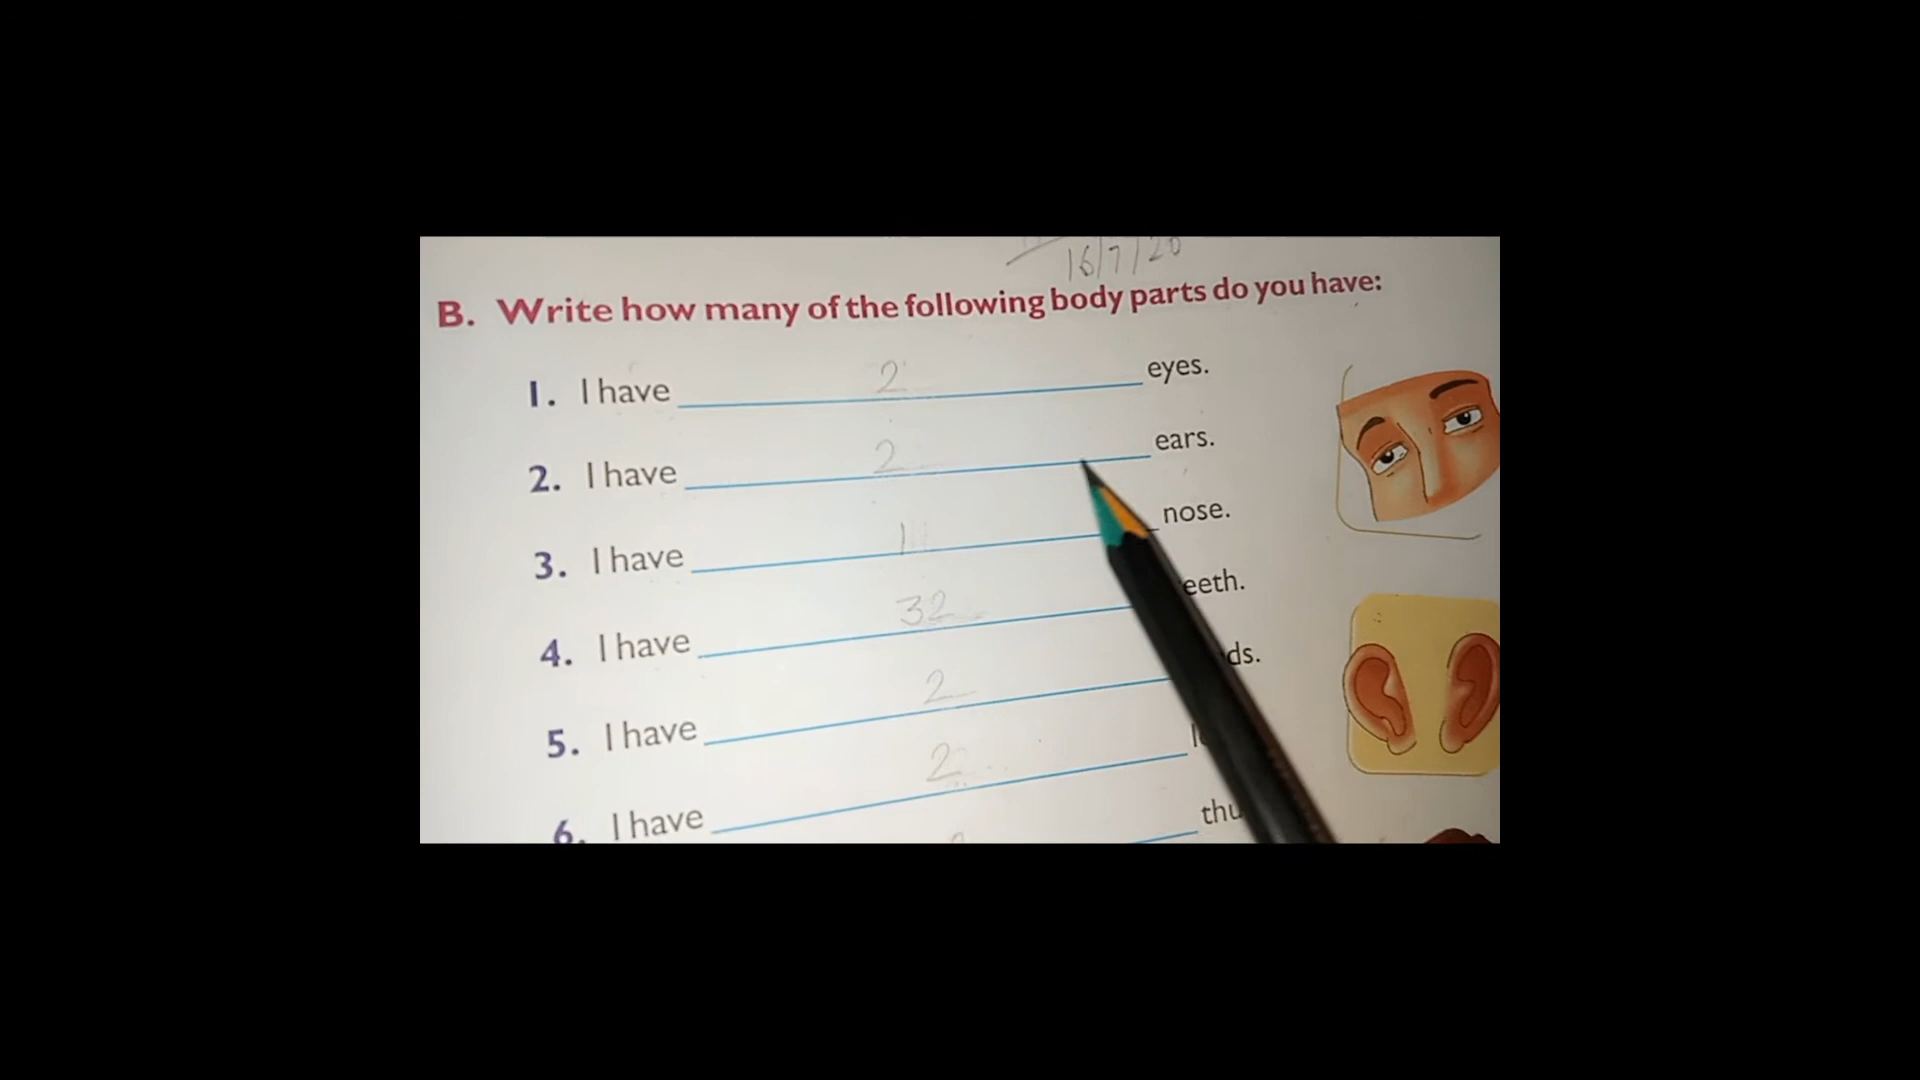 16/7/20
B. Write how many of the following body parts do you have:
1. I have 2 eyes.
2. I have 2 ears.
3. I have 1 nose.
4. I have 32 eeth.
5. I have 2 ds.
6. I have 2
thu